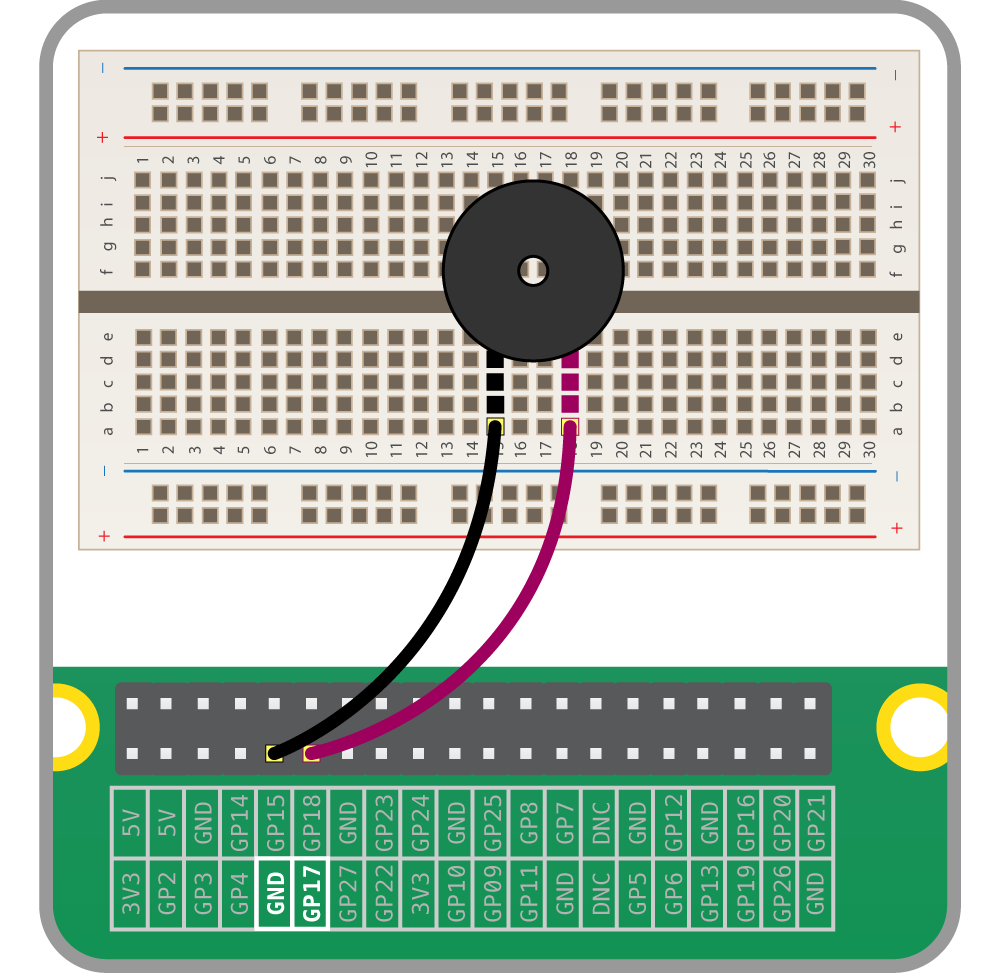 − −
+ +
1 2 3 4 5 6 7 8 9 10 11 12 13 14 15 16 17 18 19 20 21 22 23 24 25 26 27 28 29 30
j j
i i
h h
g g
f f
e e
d d
c c
b b
a a
1 2 3 4 5 6 7 8 9 10 11 12 13 14 16 17 19 20 21 22 23 24 25 26 27 28 29 30
− −
+ +
5V 5V GND GP14 GP15 GP18 GND GP23 GP24 GND GP25 GP8 GP7 DNC GND GP12 GND GP16 GP20 GP21
3V3 GP2 GP3 GP4 GND GP17 GP27 GP22 3V3 GP10 GP09 GP11 GND DNC GP5 GP6 GP13 GP19 GP26 GND